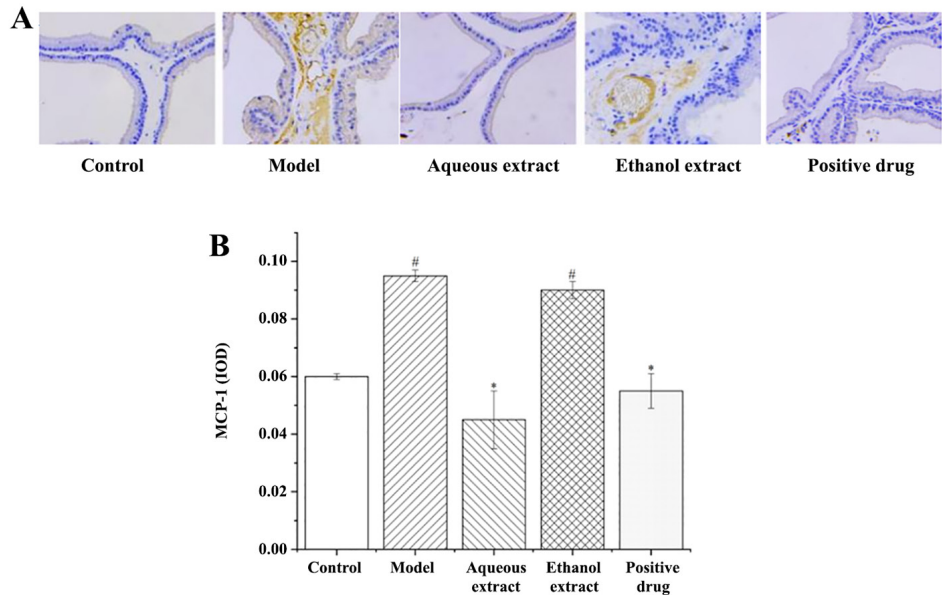 A
Control Model Aqueous extract Ethanol extract Positive drug
B
MCP-1 (IOD)
0.10
0.08
0.06
0.04
0.02
0.00
#
*
#
*
Control Model Aqueous Ethanol Positive
extract extract drug